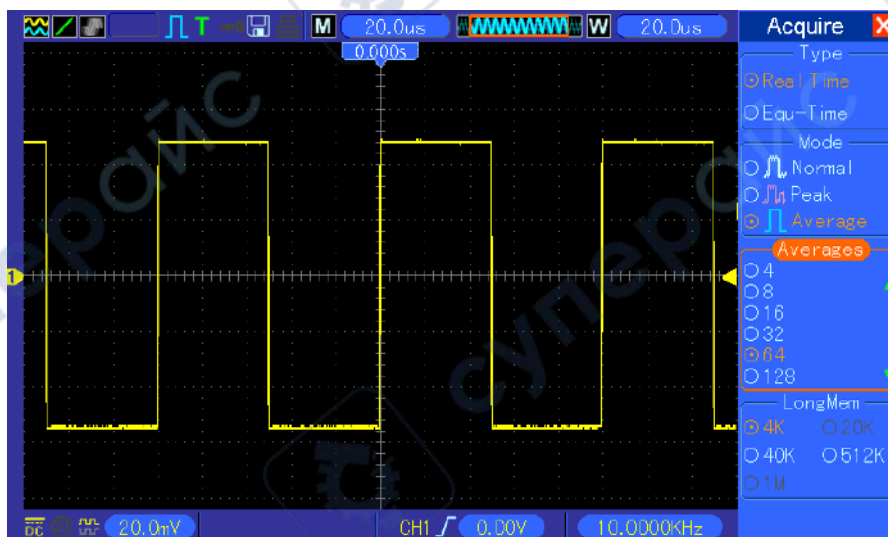 T M 20.0us W 20.0us
0.000s
Acquire X
Type
Real Time
Equ-Time
Mode
Normal
Peak
Average
Averages
4
8
16
32
64
128
LongMem
4K 20K
40K 512K
1M
1
DC 20.0mV CH1 0.00V 10.0000KHz
суперайс
суперайс
суперайс